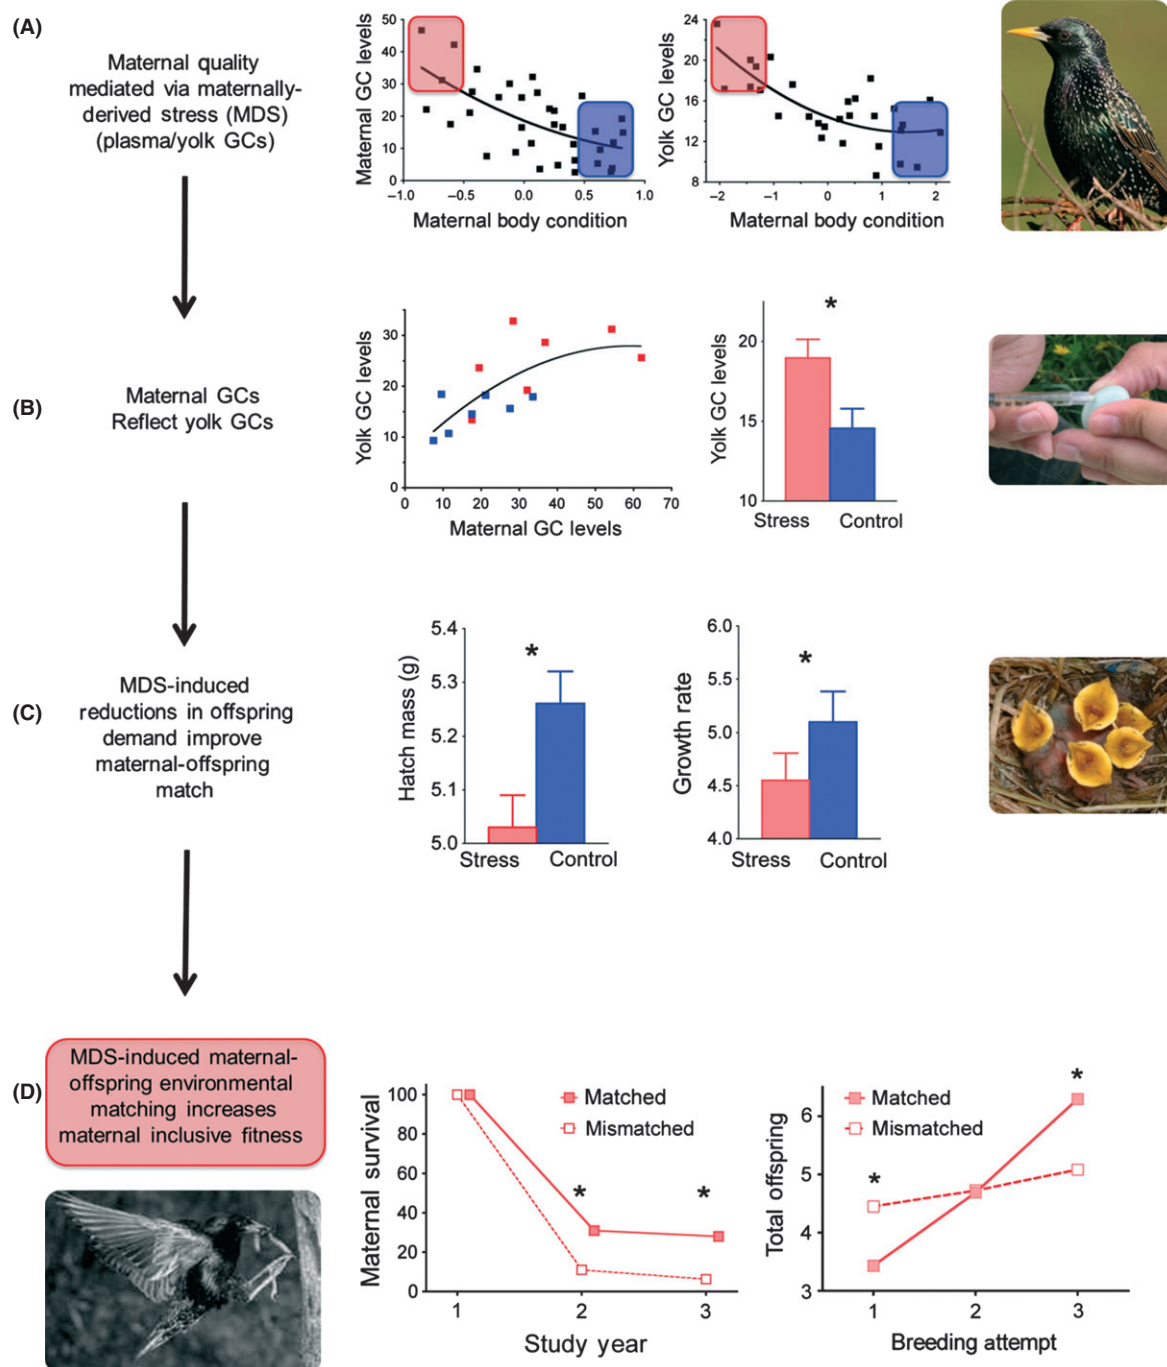 (A)
Maternal quality
mediated via maternally-
derived stress (MDS)
(plasma/yolk GCs)
Maternal GC levels
50
40
30
20
10
0
−1.0 −0.5 0.0 0.5 1.0
Maternal body condition
Yolk GC levels
24
20
16
12
8
−2 −1 0 1 2
Maternal body condition
(B)
Maternal GCs
Reflect yolk GCs
Yolk GC levels
30
20
10
0
0 10 20 30 40 50 60 70
Maternal GC levels
Yolk GC levels
20
15
10
*
Stress Control
(C)
MDS-induced
reductions in offspring
demand improve
maternal-offspring
match
Hatch mass (g)
5.4
5.3
5.2
5.1
5.0
*
Stress Control
Growth rate
6.0
5.5
5.0
4.5
4.0
*
Stress Control
(D)
MDS-induced maternal-
offspring environmental
matching increases
maternal inclusive fitness
Maternal survival
100
80
60
40
20
0
Matched
Mismatched
* *
1 2 3
Study year
Total offspring
6
5
4
3
Matched
Mismatched
* *
1 2 3
Breeding attempt